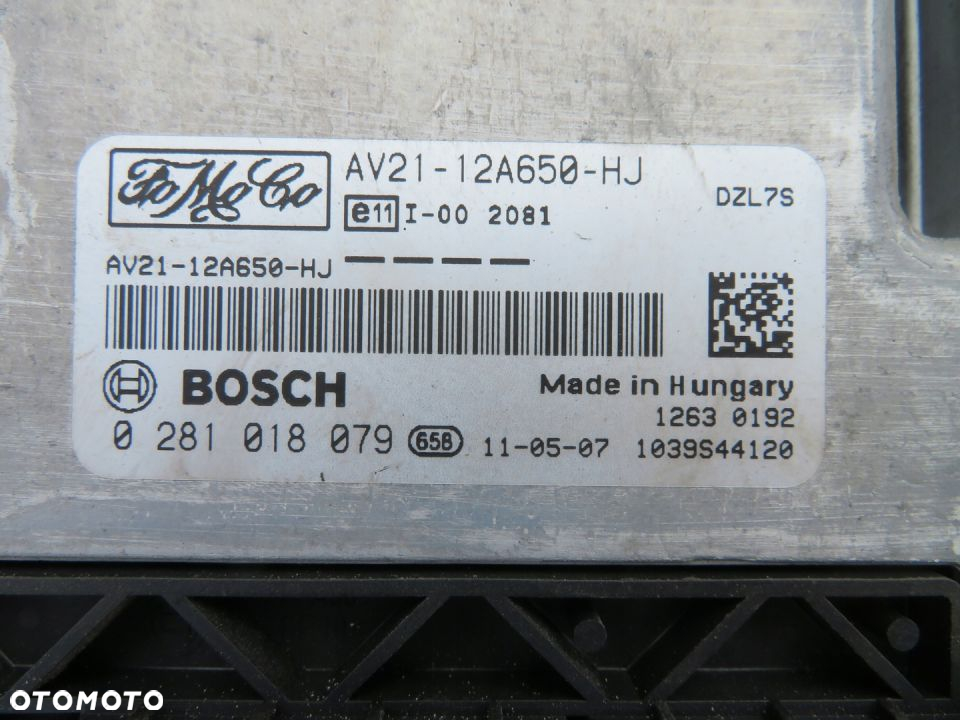 FoMoCo
AV21-12A650-HJ
DZL7S
e11 I-00 2081
AV21-12A650-HJ
BOSCH
Made in Hungary
1263 0192
0 281 018 079 658 11-05-07 1039S44120
OTOMOTO